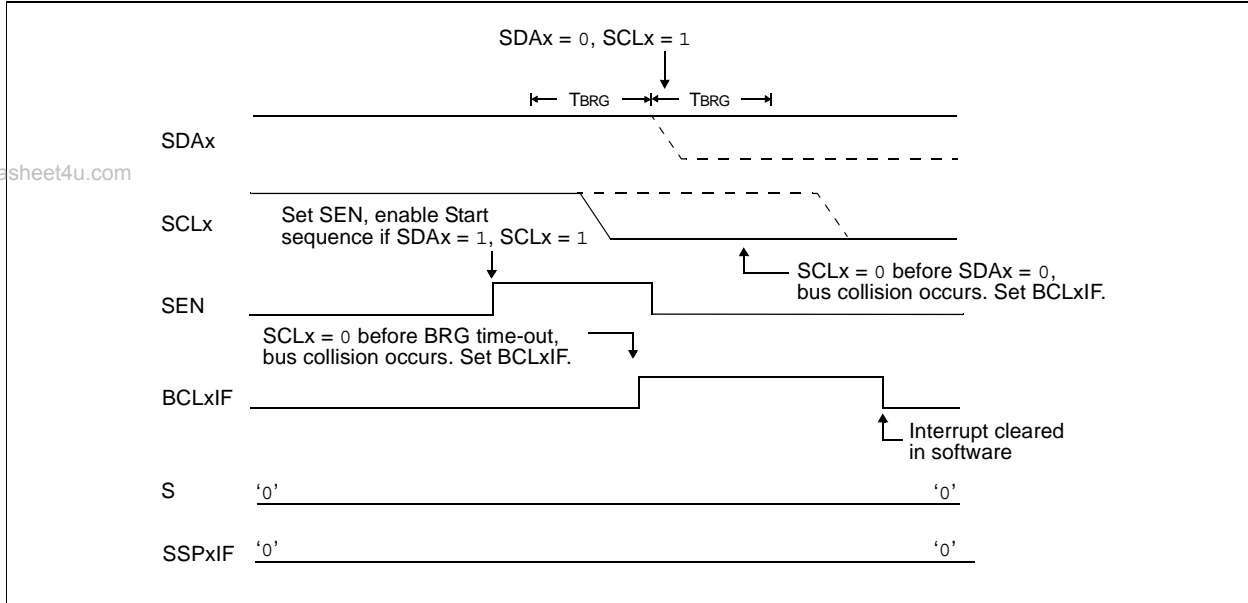 SDAx = 0, SCLx = 1
TBRG TBRG
SDAx
asheet4u.com
SCLx
Set SEN, enable Start
sequence if SDAx = 1, SCLx = 1
SCLx = 0 before SDAx = 0,
bus collision occurs. Set BCLxIF.
SEN
SCLx = 0 before BRG time-out,
bus collision occurs. Set BCLxIF.
BCLxIF
Interrupt cleared
in software
S ‘0’ ‘0’
SSPxIF ‘0’ ‘0’